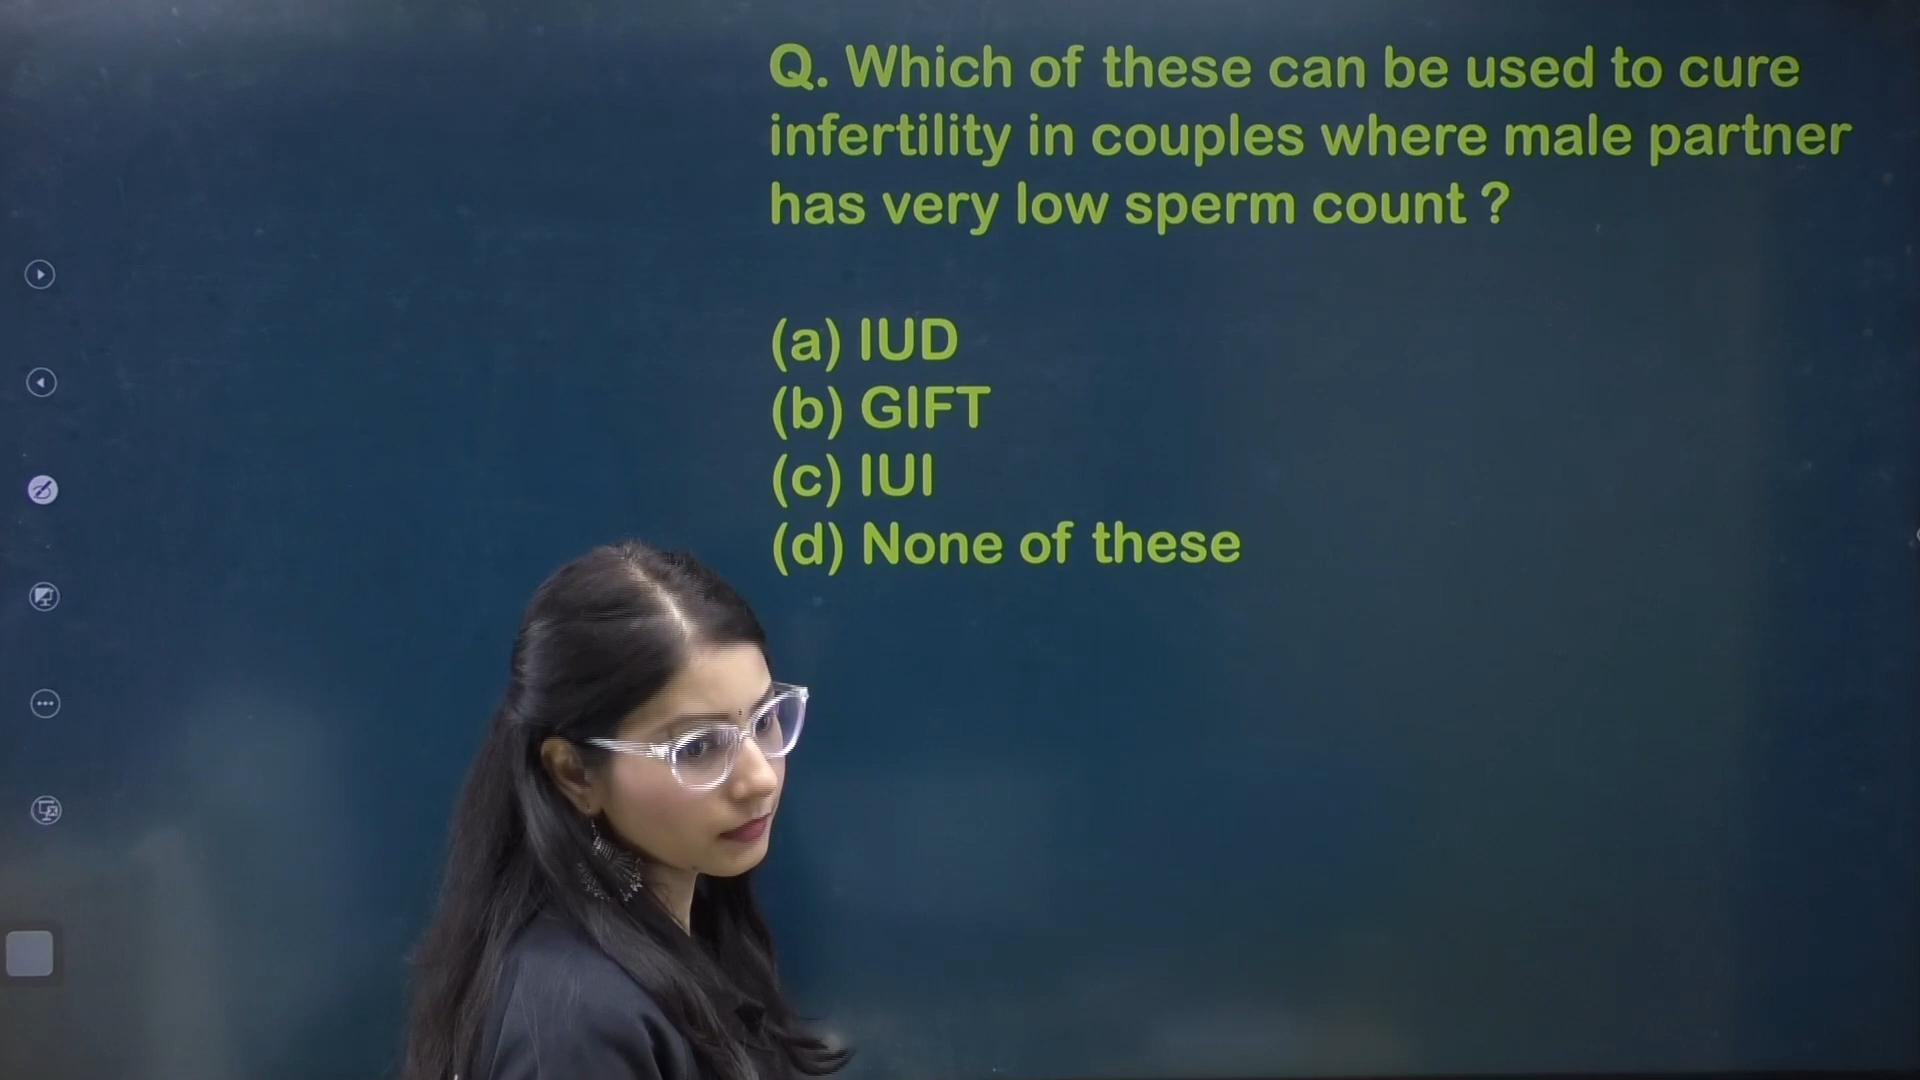 Q. Which of these can be used to cure
infertility in couples where male partner
has very low sperm count ?
(a) IUD
(b) GIFT
(c) IUI
(d) None of these